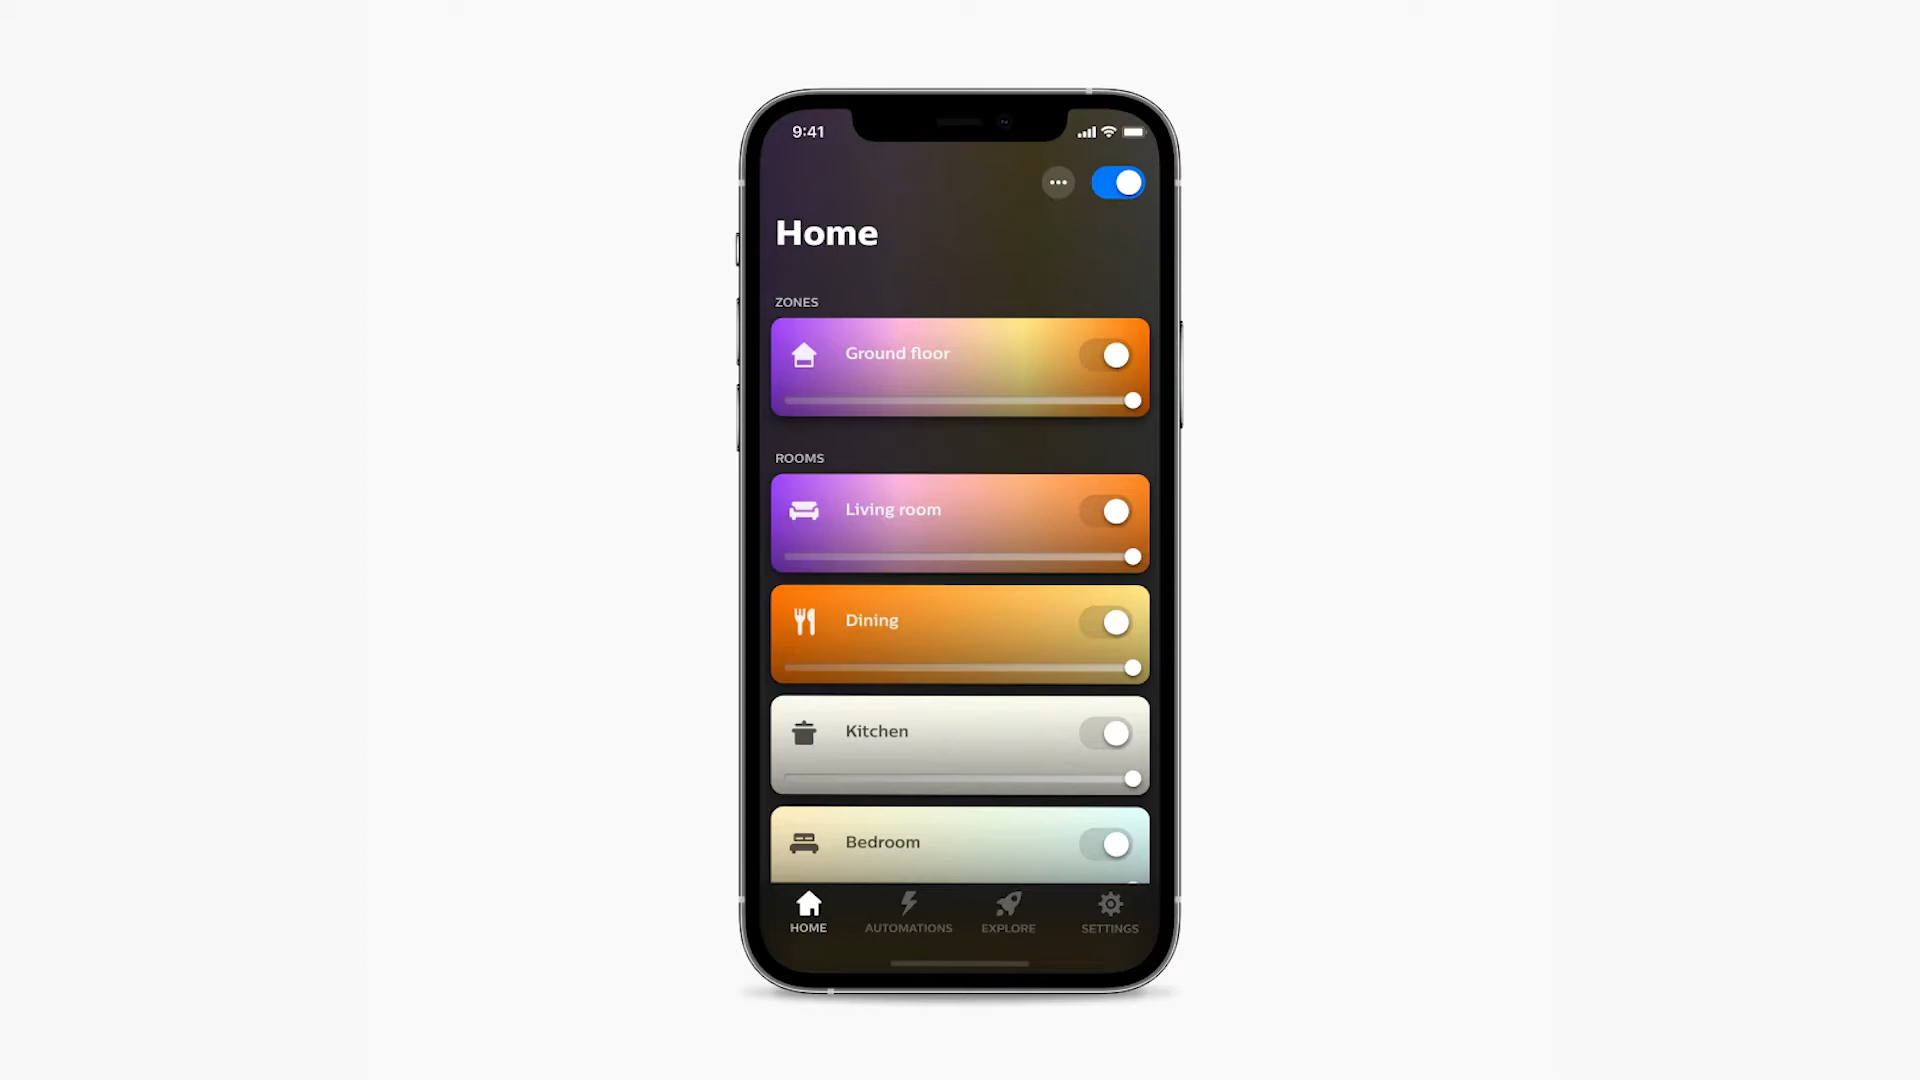 9:41
Home
ZONES
Ground floor
ROOMS
Living room
Dining
Kitchen
Bedroom
HOME AUTOMATIONS EXPLORE SETTINGS